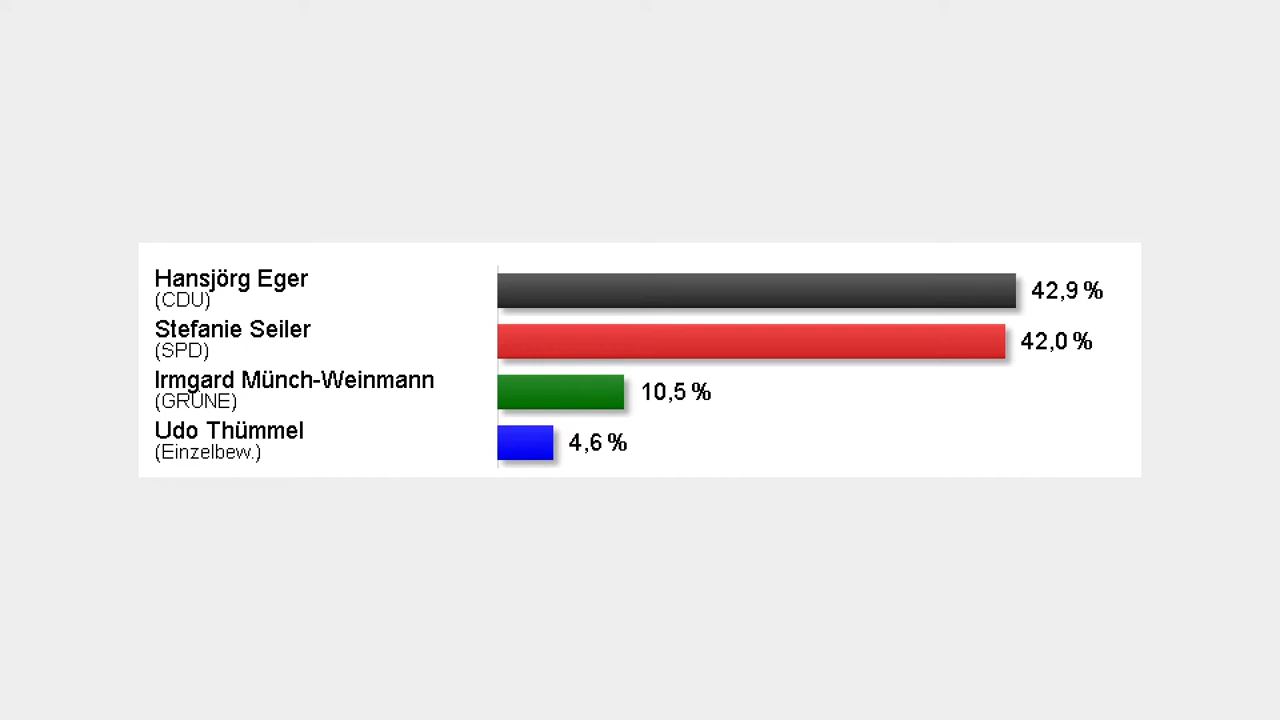 Hansjörg Eger
(CDU)
42,9 %
Stefanie Seiler
(SPD)
42,0 %
Irmgard Münch-Weinmann
(GRÜNE)
10,5 %
Udo Thümmel
(Einzelbew.)
4,6 %